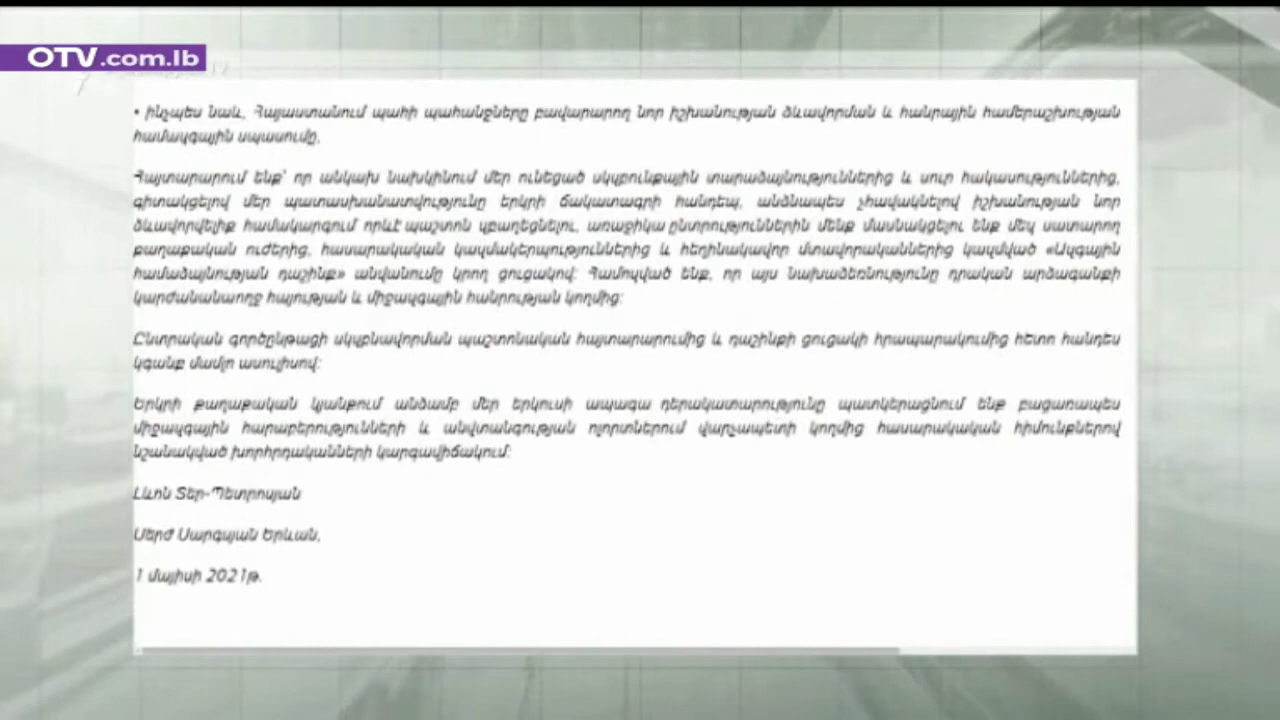 OTV.com.lb
• ինչպես նաև, Հայաստանում պահի պահանջները բավարարող նոր իշխանության ձևավորման և հանրային համերաշխության
համազգային սպասումը,
Հայտարարում ենք՝ որ անկախ նախկինում մեր ունեցած սկզբունքային տարաձայնություններից և սուր հակասություններից,
գիտակցելով մեր պատասխանատվությունը երկրի ճակատագրի հանդեպ, անձնապես չհավակնելով իշխանության նոր
ձևավորվելիք համակարգում որևէ պաշտոն զբաղեցնելու, առաջիկա ընտրություններին մենք մասնակցելու ենք մեզ սատարող
քաղաքական ուժերից, հասարակական կազմակերպություններից և հեղինակավոր մտավորականներից կազմված «Ազգային
համաձայնության դաշինք» անվանումը կրող ցուցակով: Համոզված ենք, որ այս նախաձեռնությունը դրական արձագանքի
կարժանանա ողջ հայության և միջազգային հանրության կողմից:
Ընտրական գործընթացի սկզբնավորման պաշտոնական հայտարարումից և դաշինքի ցուցակի հրապարակումից հետո հանդես
կգանք մամլո ասուլիսով:
Երկրի քաղաքական կյանքում անձամբ մեր երկուսի ապագա դերակատարությունը պատկերացնում ենք բացառապես
միջազգային հարաբերությունների և անվտանգության ոլորտներում վարչապետի կողմից հասարակական հիմունքներով
նշանակված խորհրդականների կարգավիճակում:
Լևոն Տեր-Պետրոսյան
Սերժ Սարգսյան Երևան,
1 մայիսի 2021թ.